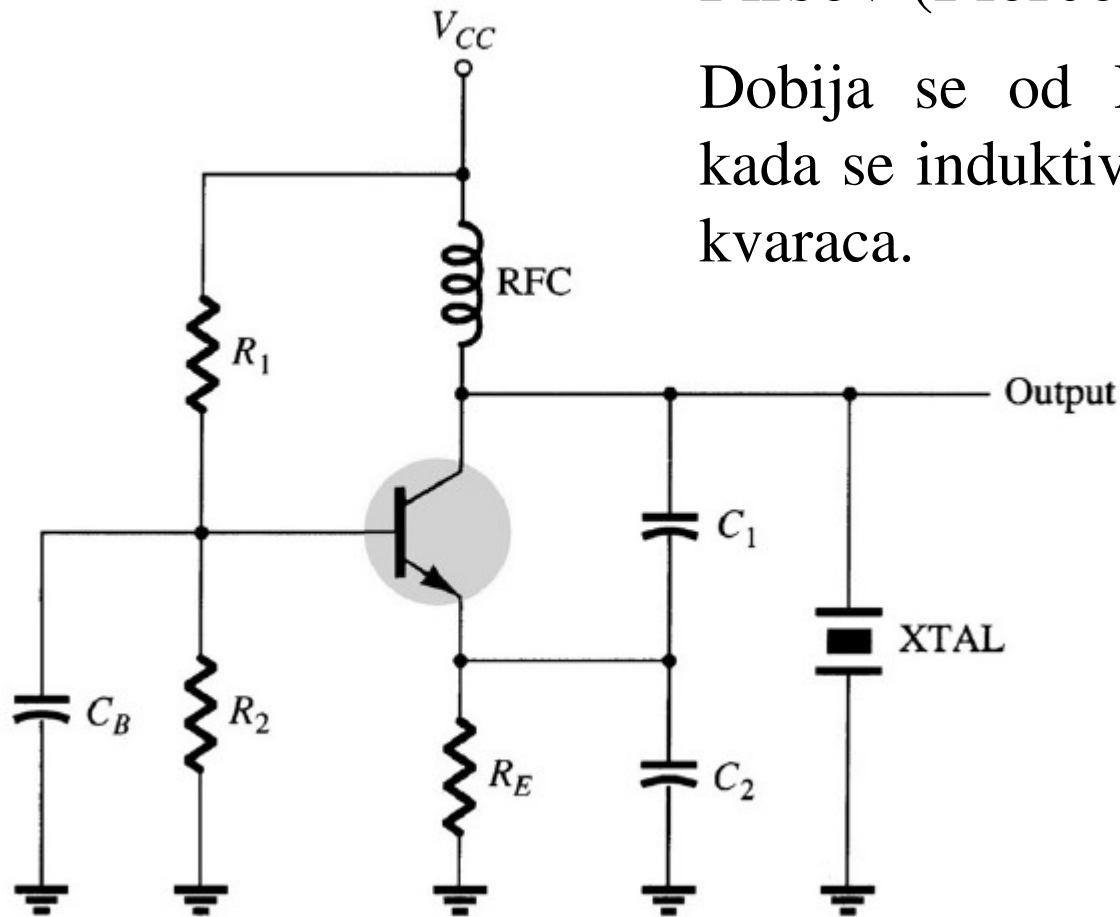 V_CC
Dobija se od
kada se induktiv
kvaraca.
RFC
R_1
Output
C_1
XTAL
C_B
R_2
R_E
C_2